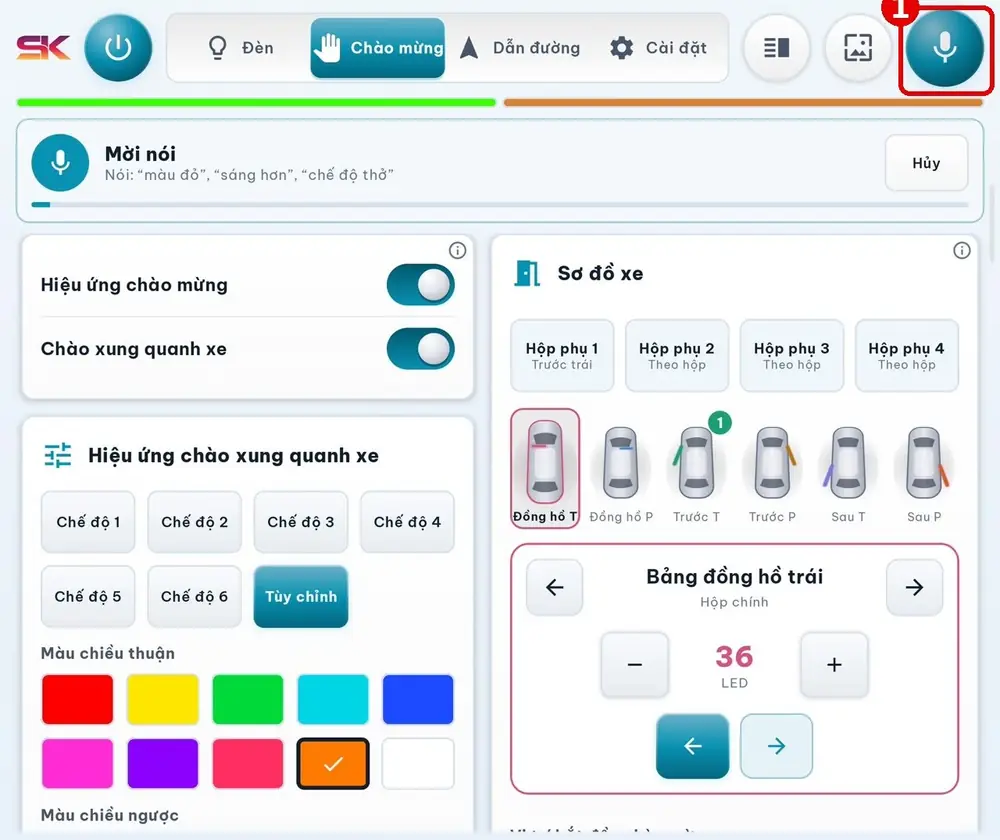 SK
Đèn
Chào mừng
Dẫn đường
Cài đặt
1
Mời nói
Nói: “màu đỏ”, “sáng hơn”, “chế độ thở”
Hủy
Hiệu ứng chào mừng
Chào xung quanh xe
Sơ đồ xe
Hộp phụ 1
Trước trái
Hộp phụ 2
Theo hộp
Hộp phụ 3
Theo hộp
Hộp phụ 4
Theo hộp
1
Đồng hồ T
Đồng hồ P
Trước T
Trước P
Sau T
Sau P
Hiệu ứng chào xung quanh xe
Chế độ 1
Chế độ 2
Chế độ 3
Chế độ 4
Chế độ 5
Chế độ 6
Tùy chỉnh
Màu chiều thuận
Màu chiều ngược
Bảng đồng hồ trái
Hộp chính
−
36
+
LED